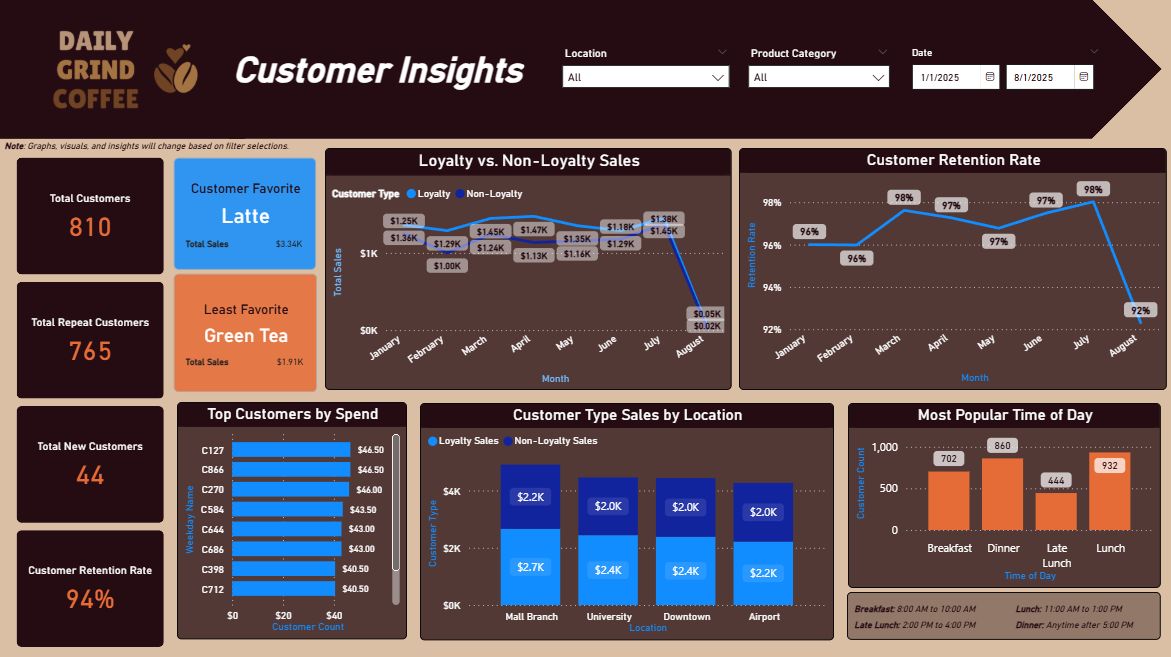 DAILY
GRIND
COFFEE
Customer Insights
Location
All
Product Category
All
Date
1/1/2025
8/1/2025
Note: Graphs, visuals, and insights will change based on filter selections.
Total Customers
810
Total Repeat Customers
765
Total New Customers
44
Customer Retention Rate
94%
Customer Favorite
Latte
Total Sales $3.34K
Least Favorite
Green Tea
Total Sales $1.91K
Loyalty vs. Non-Loyalty Sales
Customer Type Loyalty Non-Loyalty
Total Sales
$1K
$0K
$1.25K
$1.36K
$1.29K
$1.00K
$1.45K
$1.24K
$1.47K
$1.13K
$1.35K
$1.16K
$1.18K
$1.29K
$1.38K
$1.45K
$0.05K
$0.02K
January February March April May June July August
Month
Customer Retention Rate
Retention Rate
98%
96%
94%
92%
96%
96%
98%
97%
97%
97%
98%
92%
January February March April May June July August
Month
Top Customers by Spend
Weekday Name
C127 $46.50
C866 $46.50
C270 $46.00
C584 $43.50
C644 $43.00
C686 $43.00
C398 $40.50
C712 $40.50
$0 $20 $40
Customer Count
Customer Type Sales by Location
Loyalty Sales Non-Loyalty Sales
Customer Type
$4K
$2K
$0K
$2.2K $2.0K $2.0K $2.0K
$2.7K $2.4K $2.4K $2.2K
Mall Branch University Downtown Airport
Location
Most Popular Time of Day
Customer Count
1,000
500
0
702 860 444 932
Breakfast Dinner Late Lunch Lunch
Time of Day
Breakfast: 8:00 AM to 10:00 AM Lunch: 11:00 AM to 1:00 PM
Late Lunch: 2:00 PM to 4:00 PM Dinner: Anytime after 5:00 PM